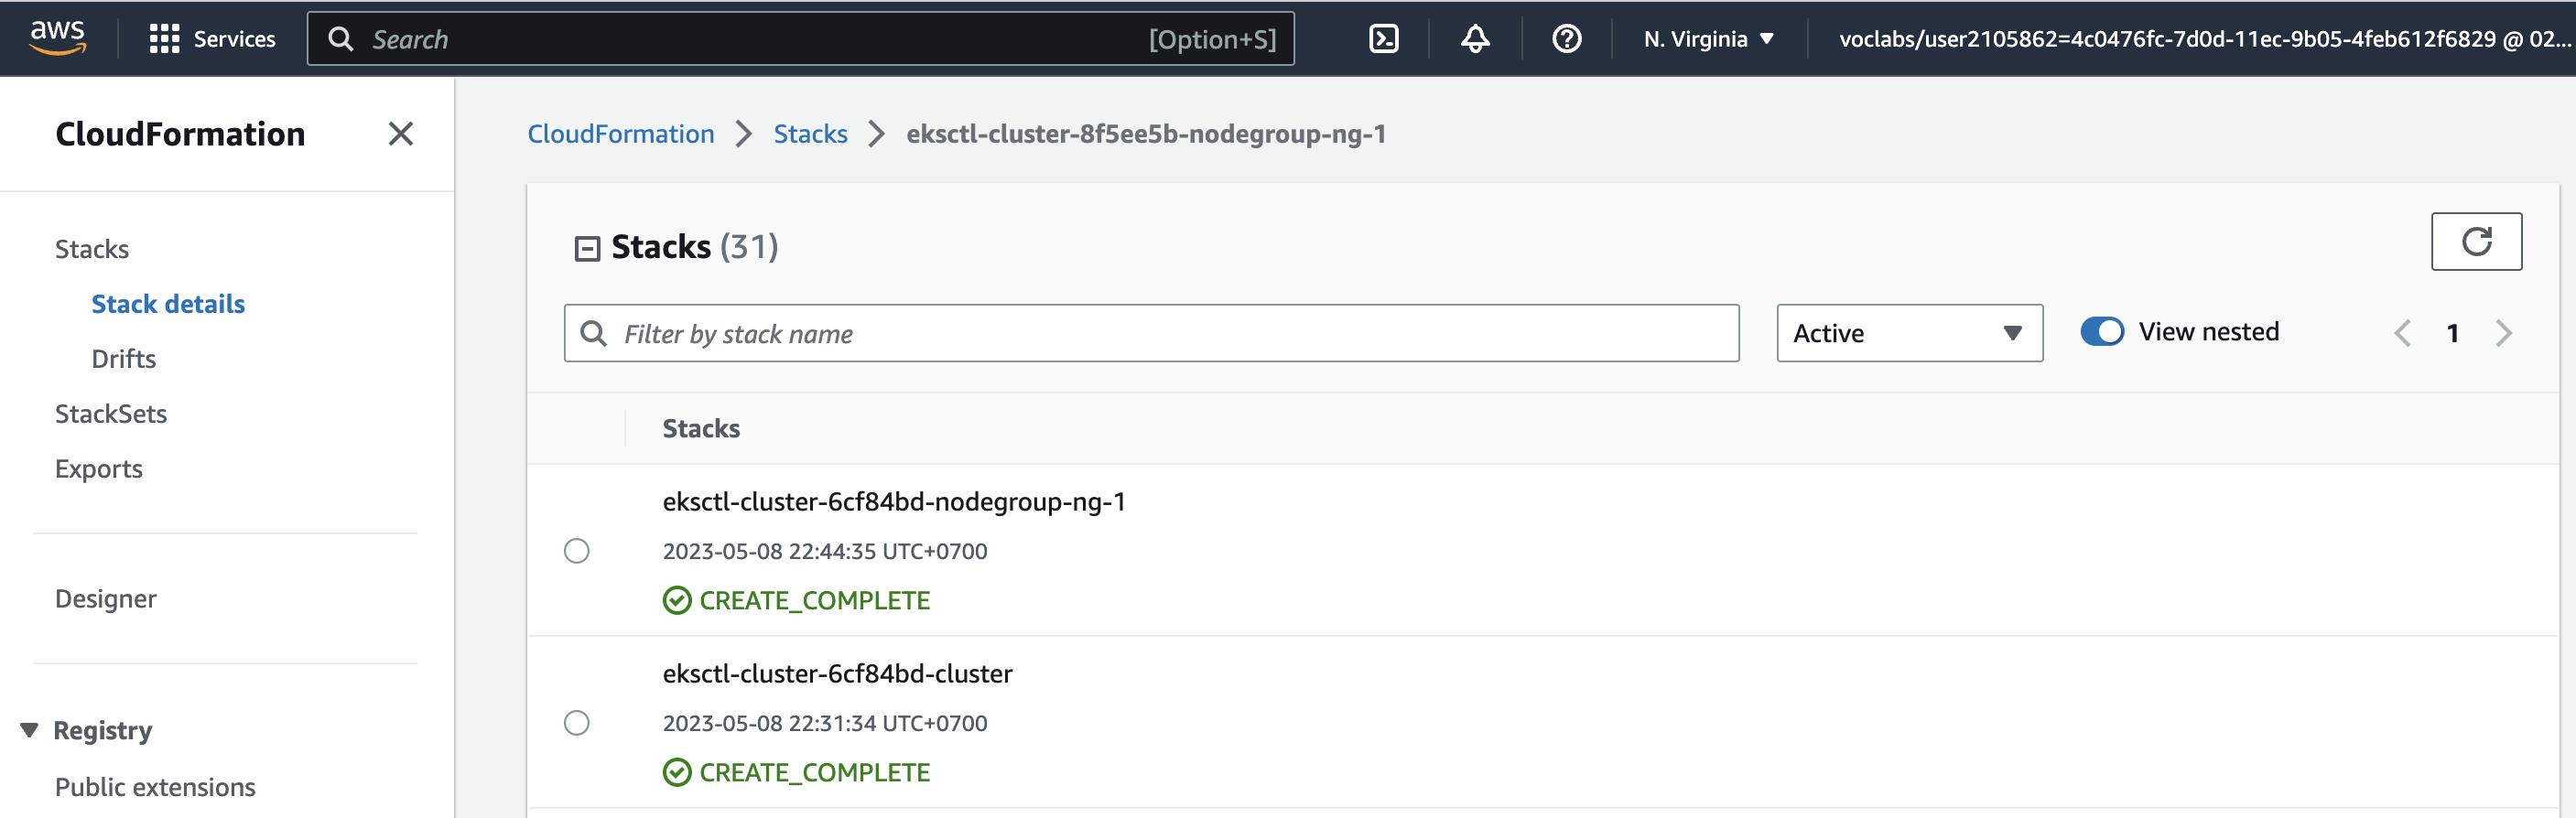 aws
Services
Search [Option+S]
N. Virginia
voclabs/user2105862=4c0476fc-7d0d-11ec-9b05-4feb612f6829 @ 02...
CloudFormation
Stacks
Stack details
Drifts
StackSets
Exports
Designer
Registry
Public extensions
CloudFormation > Stacks > eksctl-cluster-8f5ee5b-nodegroup-ng-1
Stacks (31)
Filter by stack name
Active
View nested
1
Stacks
eksctl-cluster-6cf84bd-nodegroup-ng-1
2023-05-08 22:44:35 UTC+0700
CREATE_COMPLETE
eksctl-cluster-6cf84bd-cluster
2023-05-08 22:31:34 UTC+0700
CREATE_COMPLETE